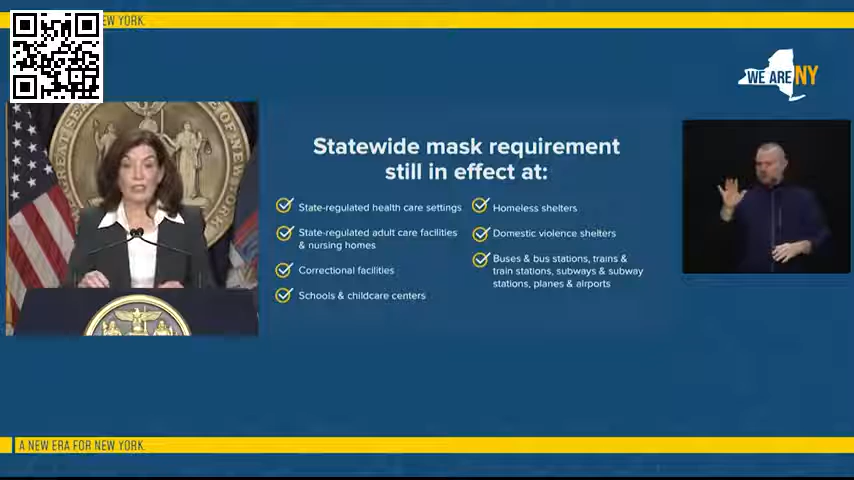 EW YORK.
WE ARE NY
Statewide mask requirement
still in effect at:
State-regulated health care settings
State-regulated adult care facilities
& nursing homes
Correctional facilities
Schools & childcare centers
Homeless shelters
Domestic violence shelters
Buses & bus stations, trains &
train stations, subways & subway
stations, planes & airports
A NEW ERA FOR NEW YORK.